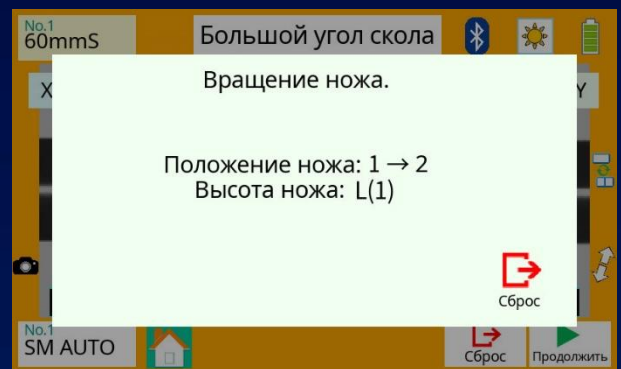 No.1
60mmS
Большой угол скола
X
Y
Вращение ножа.
Положение ножа: 1 → 2
Высота ножа: L(1)
Сброс
No.1
SM AUTO
Сброс
Продолжить